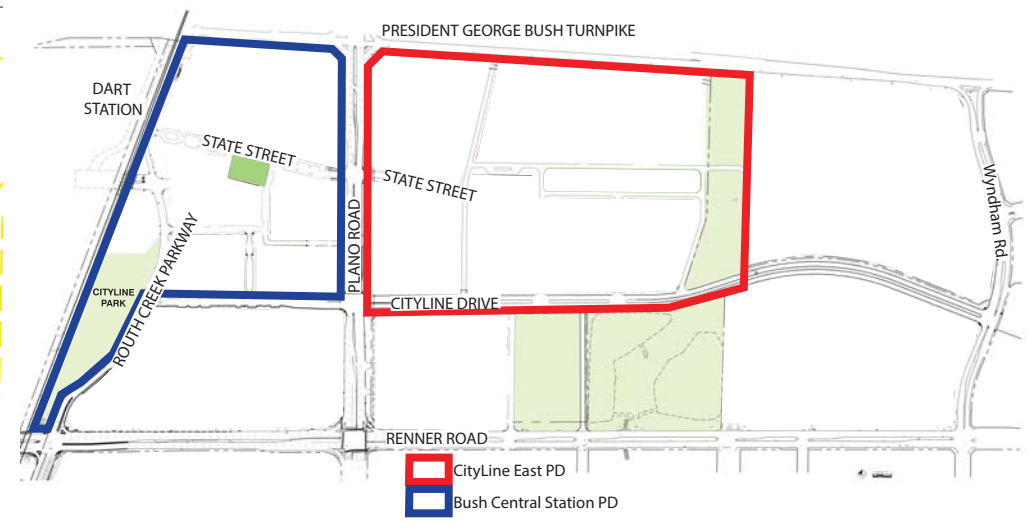 PRESIDENT GEORGE BUSH TURNPIKE
DART
STATION
STATE STREET
STATE STREET
Wyndham Rd.
PLANO ROAD
ROUTH CREEK PARKWAY
CITYLINE
PARK
CITYLINE DRIVE
RENNER ROAD
CityLine East PD
Bush Central Station PD